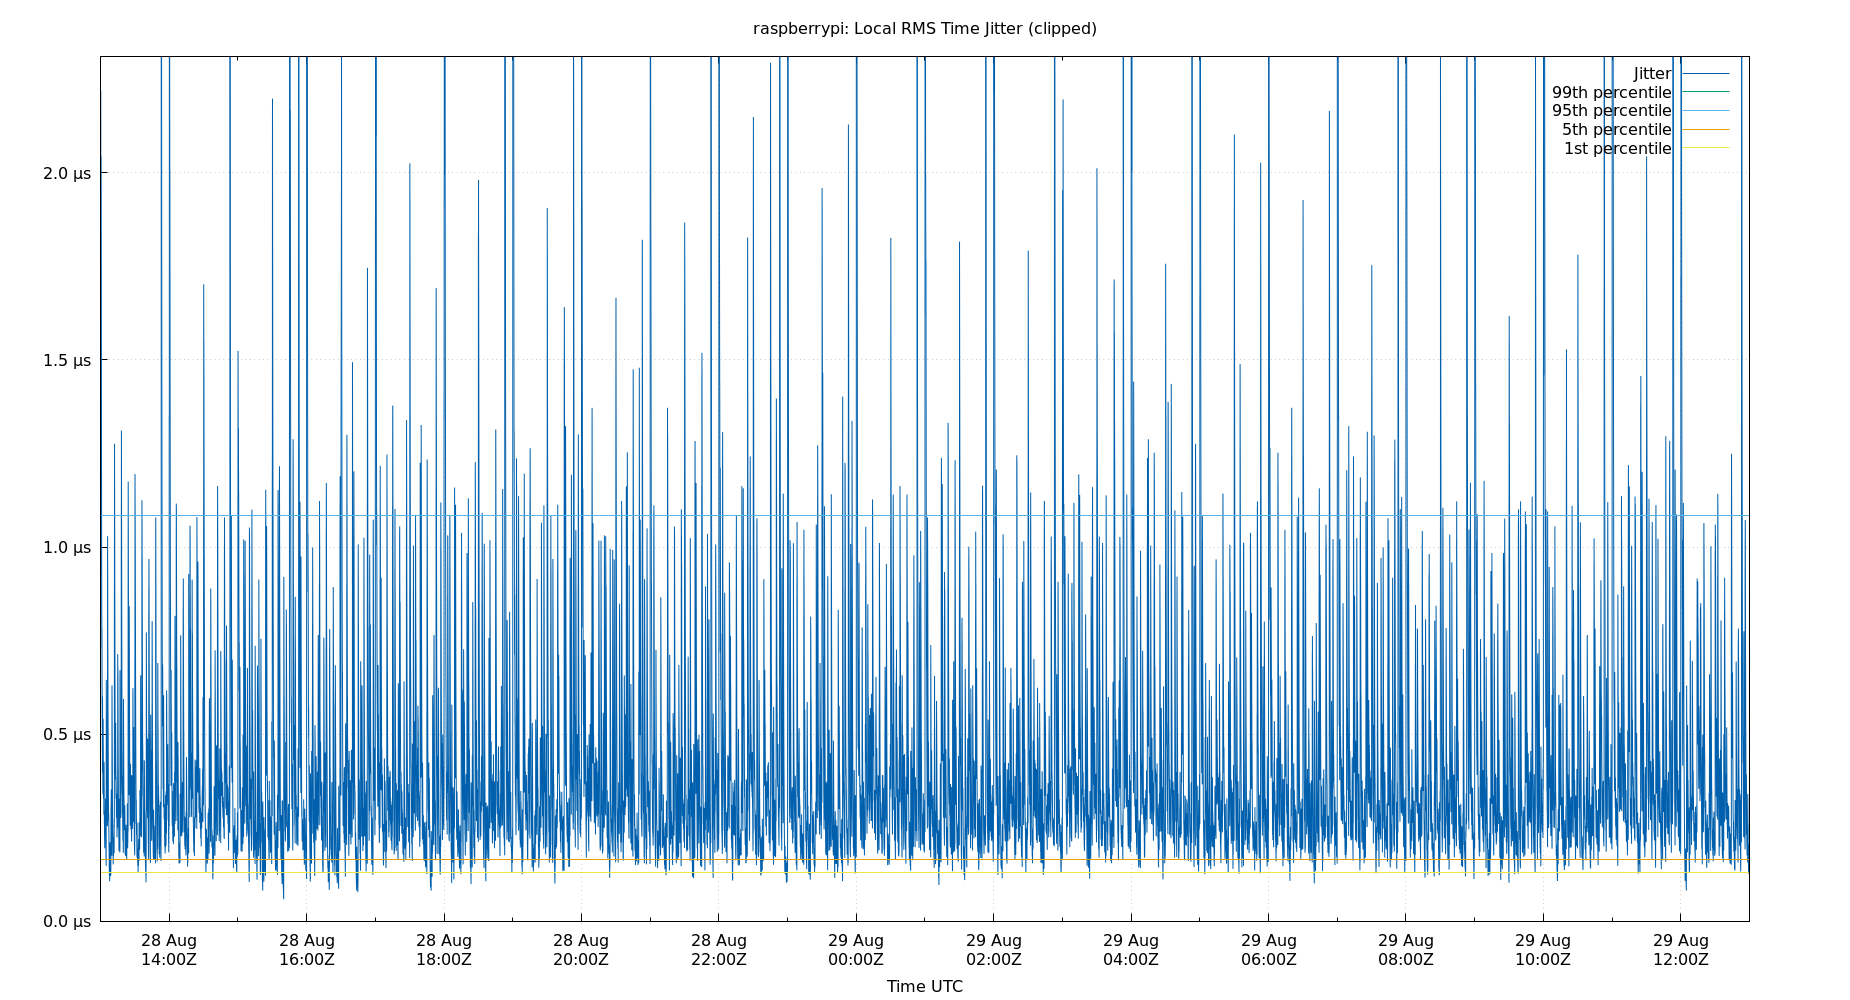 raspberrypi: Local RMS Time Jitter (clipped)
Jitter
99th percentile
95th percentile
5th percentile
1st percentile
2.0 µs
1.5 µs
1.0 µs
0.5 µs
0.0 µs
28 Aug 28 Aug 28 Aug 28 Aug 28 Aug 29 Aug 29 Aug 29 Aug 29 Aug 29 Aug 29 Aug 29 Aug
14:00Z 16:00Z 18:00Z 20:00Z 22:00Z 00:00Z 02:00Z 04:00Z 06:00Z 08:00Z 10:00Z 12:00Z
Time UTC